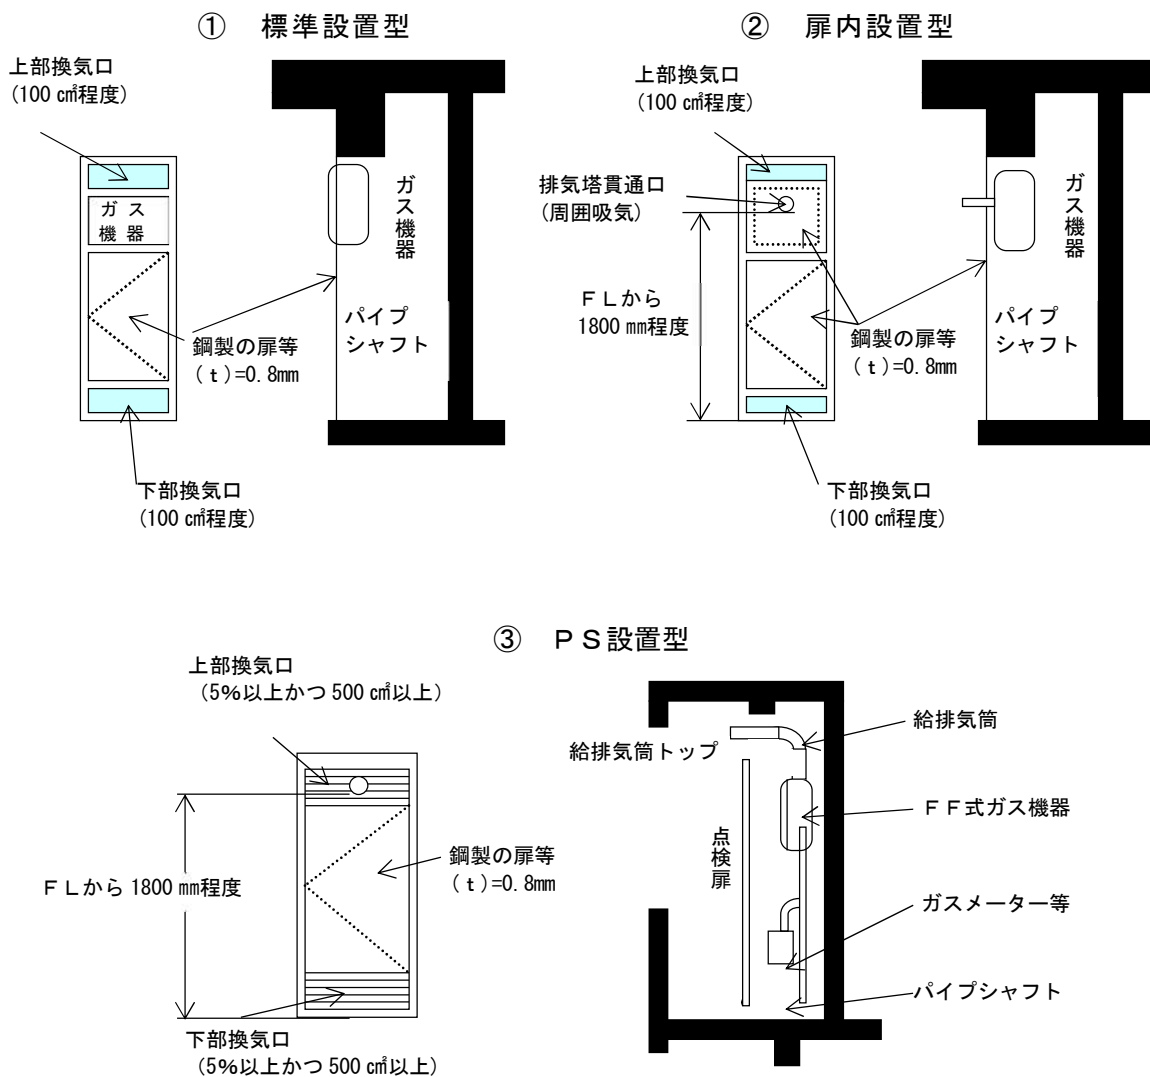 ① 標準設置型
上部換気口
(100 ㎠程度)
ガス
機器
ガス機器
パイプ
シャフト
鋼製の扉等
(ｔ)=0.8㎜
下部換気口
(100 ㎠程度)
② 扉内設置型
上部換気口
(100 ㎠程度)
排気塔貫通口
(周囲吸気)
ＦＬから
1800 ㎜程度
ガス機器
パイプ
シャフト
鋼製の扉等
(ｔ)=0.8㎜
下部換気口
(100 ㎠程度)
③ ＰＳ設置型
上部換気口
(5%以上かつ 500 ㎠以上)
ＦＬから 1800 ㎜程度
鋼製の扉等
(ｔ)=0.8㎜
下部換気口
(5%以上かつ 500 ㎠以上)
給排気筒トップ
給排気筒
ＦＦ式ガス機器
点検扉
ガスメーター等
パイプシャフト